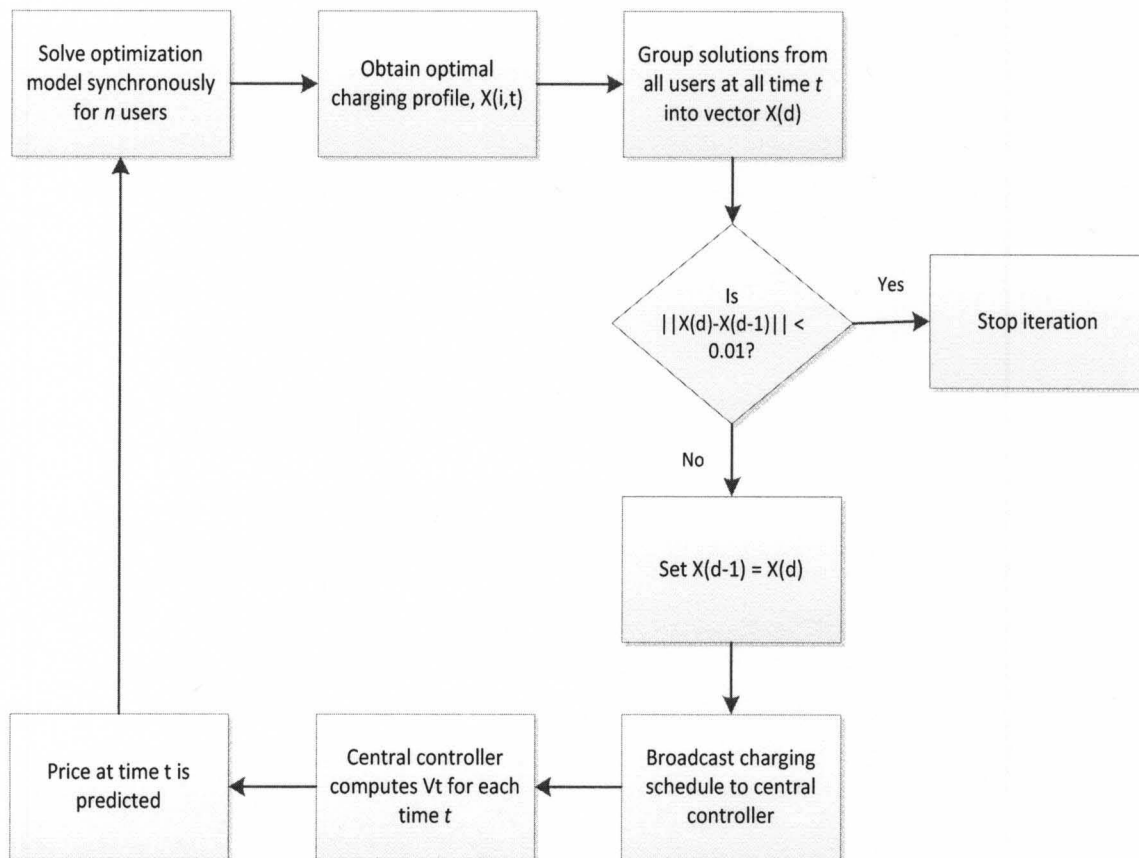 Solve optimization
model synchronously
for n users
Obtain optimal
charging profile, X(i,t)
Group solutions from
all users at all time t
into vector X(d)
Is
||X(d)-X(d-1)|| <
0.01?
Yes
Stop iteration
No
Set X(d-1) = X(d)
Broadcast charging
schedule to central
controller
Central controller
computes Vt for each
time t
Price at time t is
predicted